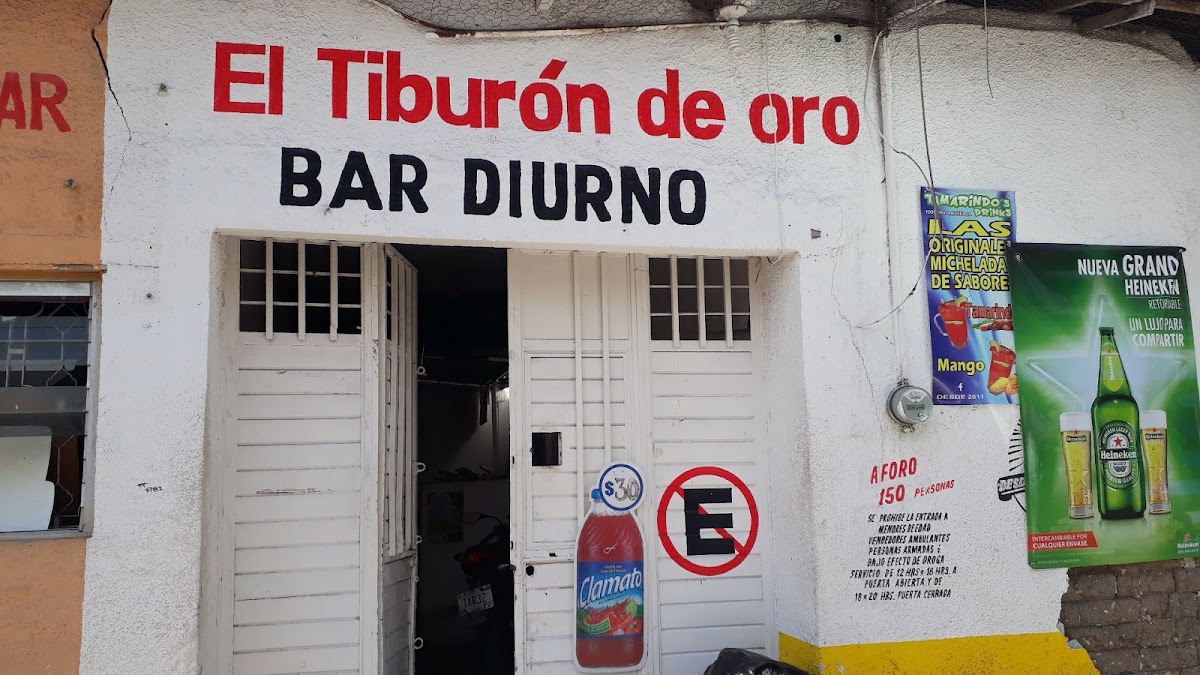 AR
El Tiburón de oro
BAR DIURNO
TAMARINDO'S
DRINKS
LAS
ORIGINALES
MICHELADAS
DE SABORES
Tamarindo
Mango
DESDE 2011
NUEVA GRAND
HEINEKEN
RETORNABLE
UN LUJO PARA
COMPARTIR
Heineken
INTERCAMBIABLE POR
CUALQUIER ENVASE
$30
Clamato
E
AFORO
150 PERSONAS
SE PROHIBE LA ENTRADA A
MENORES DE EDAD
VENDEDORES AMBULANTES
PERSONAS ARMADAS i
BAJO EFECTO DE DROGA
SERVICIO DE 12 HRS A 18 HRS. A
PUERTA ABIERTA Y DE
18 A 20 HRS. PUERTA CERRADA
DESD